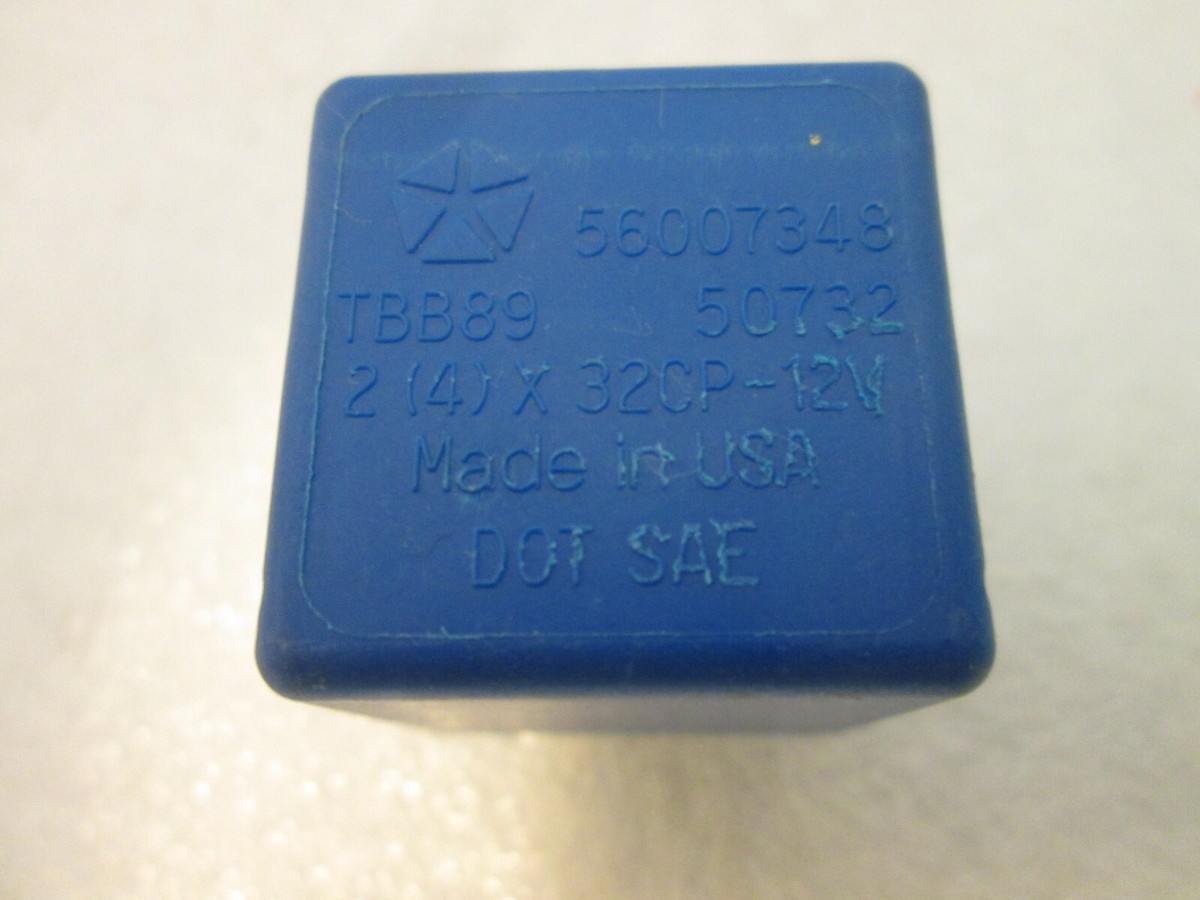 56007348
TBB89 50732
2 (4) X 32CP-12V
Made in USA
DOT SAE